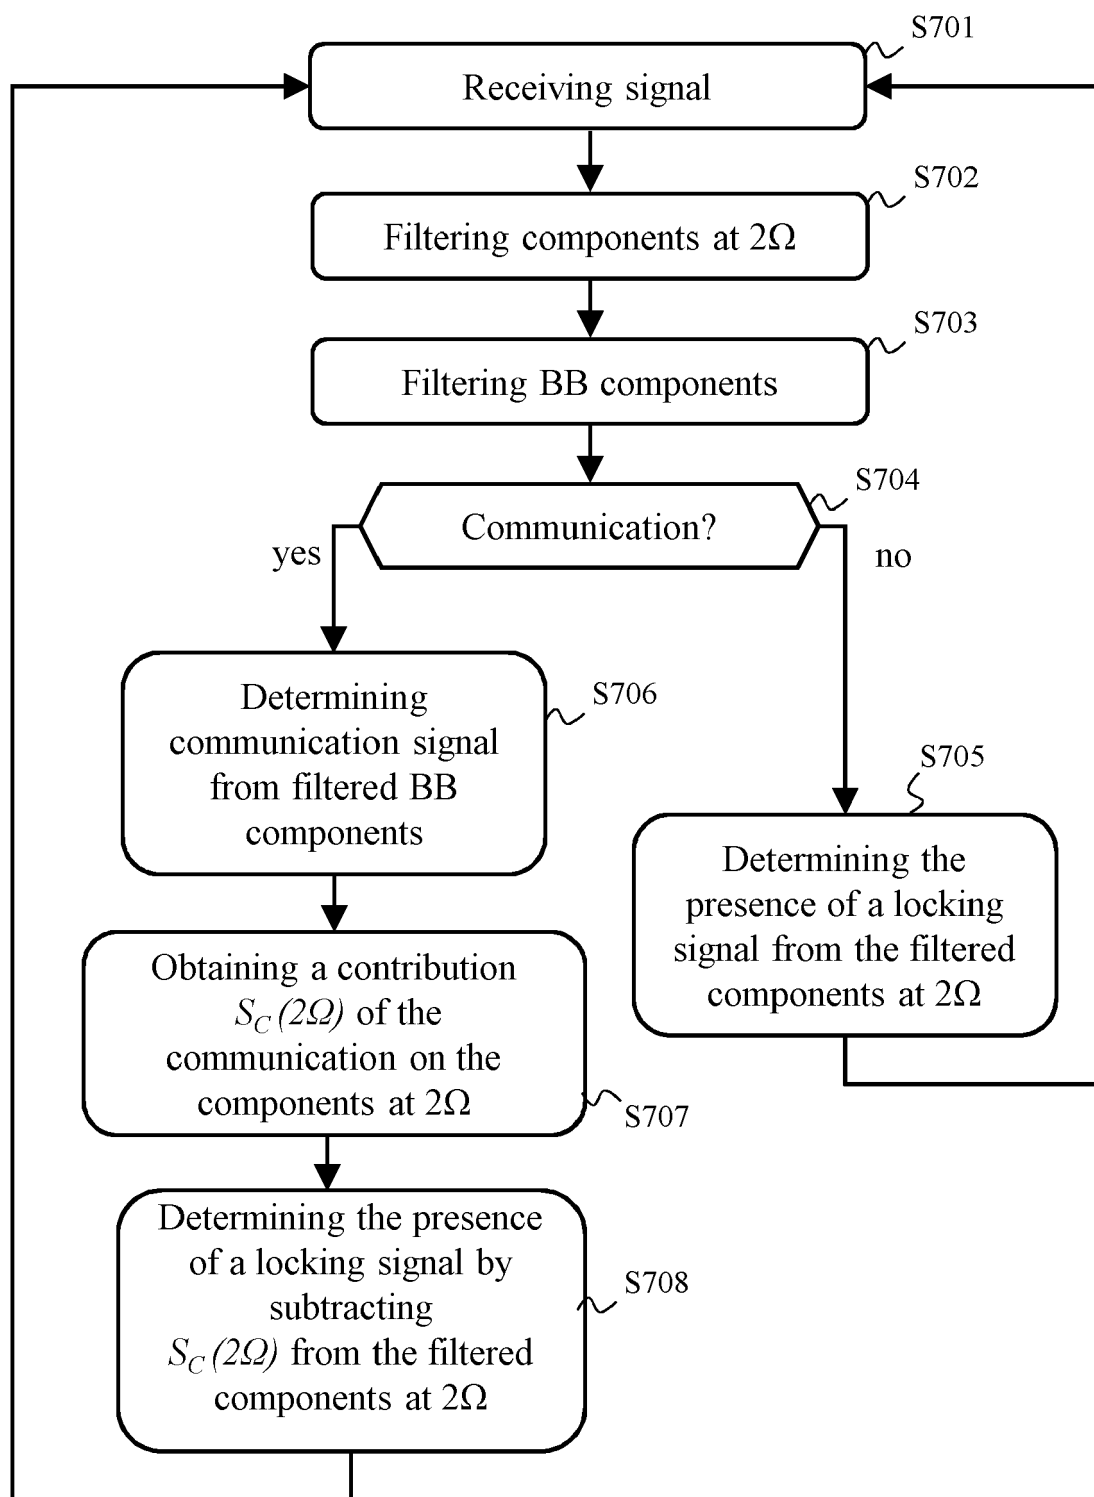 S701
Receiving signal
S702
Filtering components at 2Ω
S703
Filtering BB components
S704
Communication?
yes
no
Determining
communication signal
from filtered BB
components
S706
S705
Determining the
presence of a locking
signal from the filtered
components at 2Ω
Obtaining a contribution
S_C(2Ω) of the
communication on the
components at 2Ω
S707
Determining the presence
of a locking signal by
subtracting
S_C(2Ω) from the filtered
components at 2Ω
S708